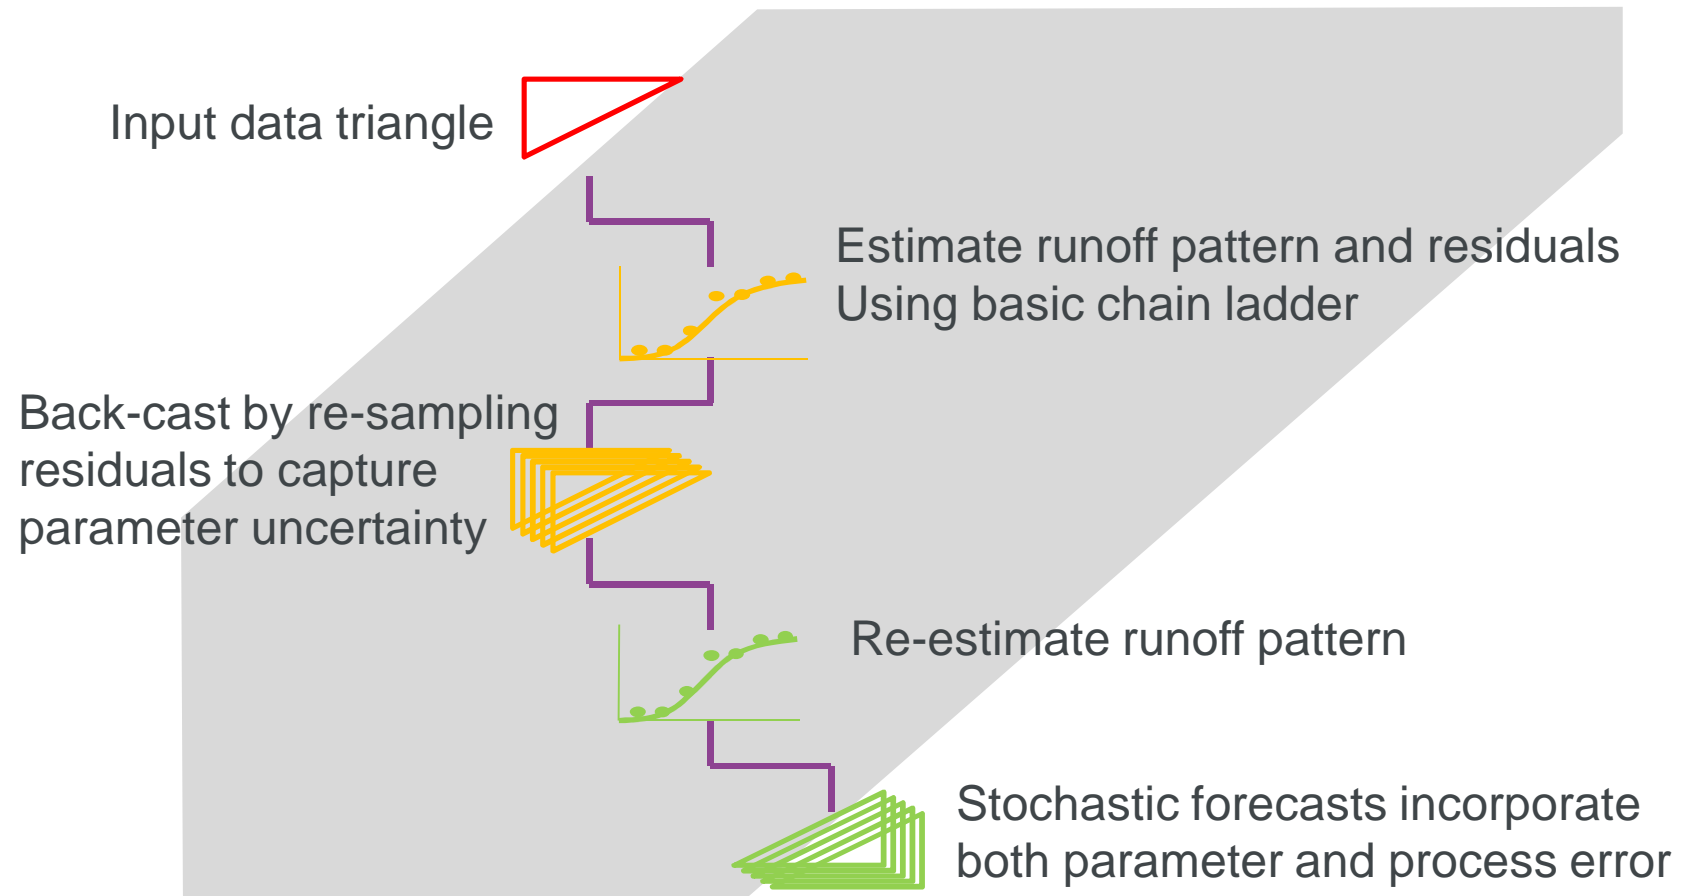 Input data triangle
Estimate runoff pattern and residuals
Using basic chain ladder
Back-cast by re-sampling
residuals to capture
parameter uncertainty
Re-estimate runoff pattern
Stochastic forecasts incorporate
both parameter and process error